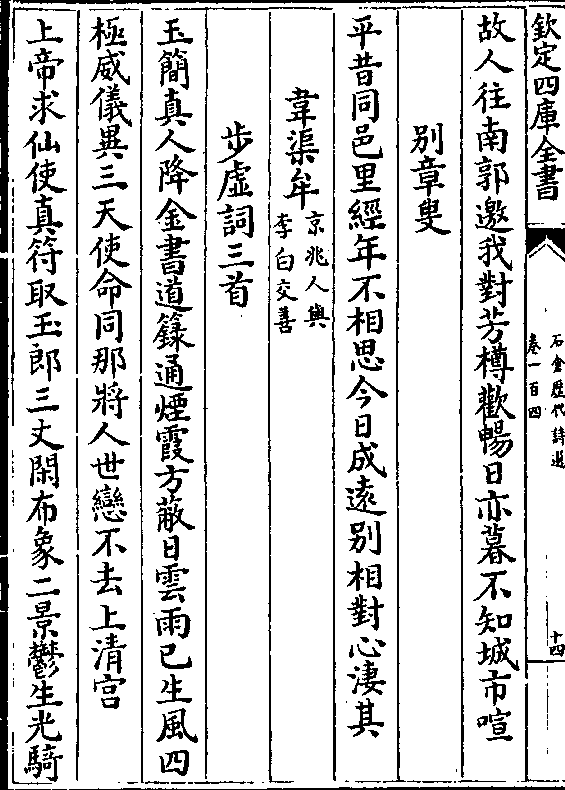 欽定四庫全書
石倉歷代詩選
卷一百四
十四
故人往南郭邀我對芳樽歡暢日亦暮不知城市喧
別章叟
平昔同邑里經年不相思今日成遠別相對心淒其
韋渠牟
京兆人與
李白交善
步虛詞三首
玉簡真人降金書道籙通煙霞方蔽日雲雨已生風四
極威儀異三天使命同那將人世戀不去上清宮
上帝求仙使真符取玉郎三丈閑布象二景鬱生光騎